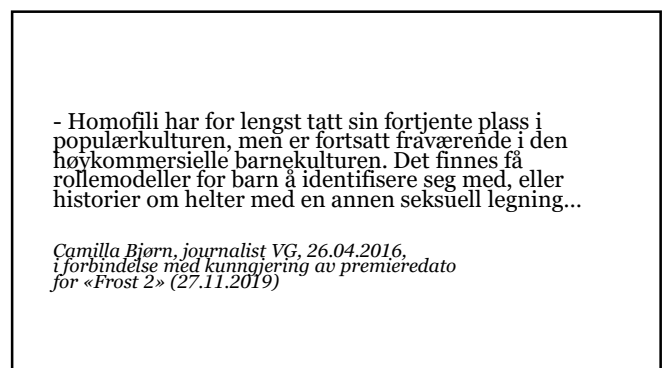 - Homofili har for lengst tatt sin fortjente plass i
populærkulturen, men er fortsatt fraværende i den
høykommersielle barnekulturen. Det finnes få
rollemodeller for barn å identifisere seg med, eller
historier om helter med en annen seksuell legning...
Camilla Bjørn, journalist VG, 26.04.2016,
i forbindelse med kunngjering av premieredato
for «Frost 2» (27.11.2019)